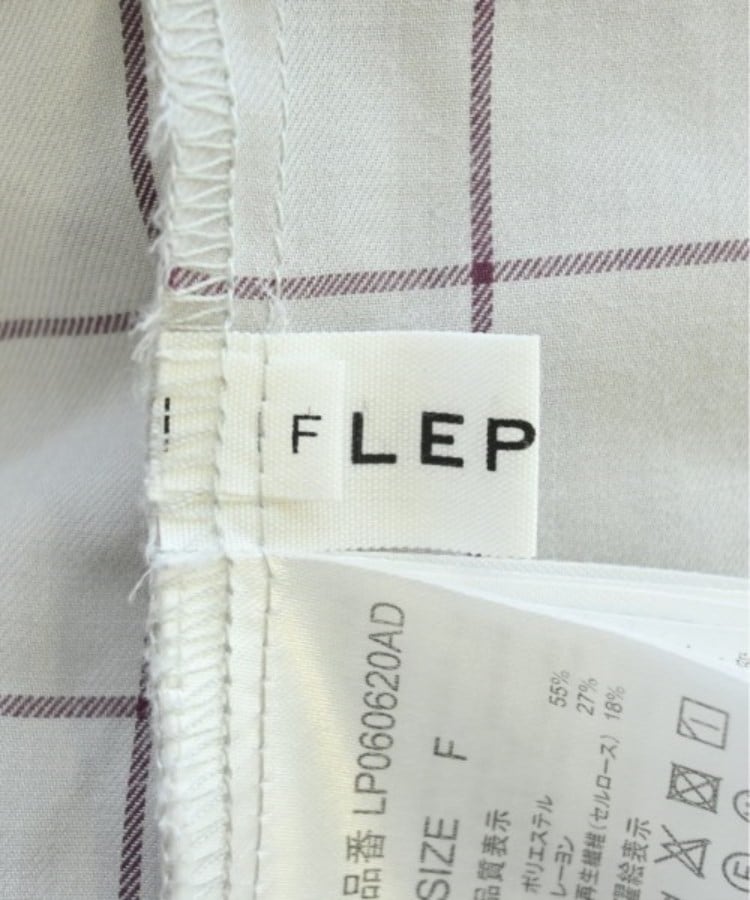 F
LEP
品番 LP060620AD
SIZE F
品質表示
ポリエステル 55%
レーヨン 27%
再生繊維(セルロース) 18%